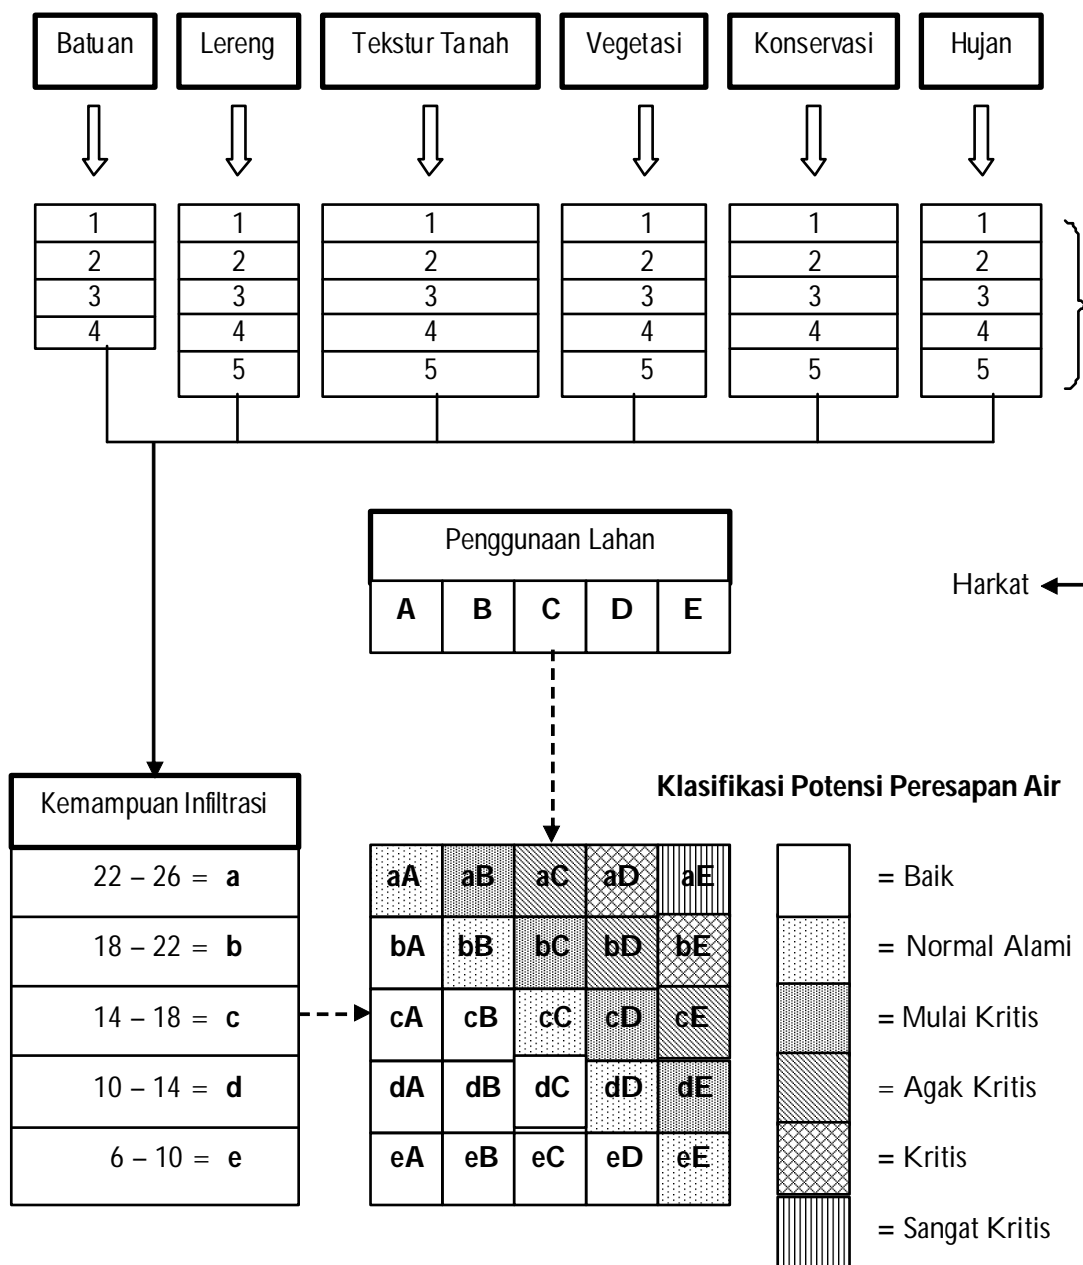 Batuan Lereng Tekstur Tanah Vegetasi Konservasi Hujan
1 1 1 1 1 1
2 2 2 2 2 2
3 3 3 3 3 3
4 4 4 4 4 4
5 5 5 5 5
Penggunaan Lahan
A B C D E
Harkat
Kemampuan Infiltrasi
22 – 26 = a
18 – 22 = b
14 – 18 = c
10 – 14 = d
6 – 10 = e
Klasifikasi Potensi Peresapan Air
aA aB aC aD aE
bA bB bC bD bE
cA cB cC cD cE
dA dB dC dD dE
eA eB eC eD eE
= Baik
= Normal Alami
= Mulai Kritis
= Agak Kritis
= Kritis
= Sangat Kritis